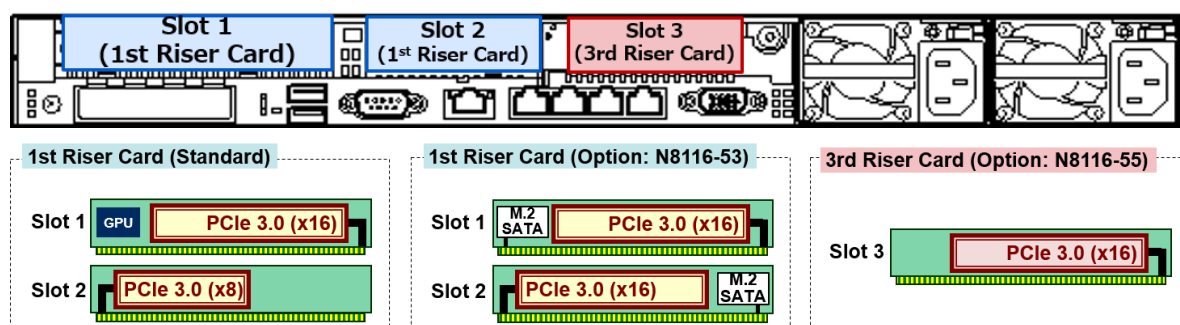 Slot 1
(1st Riser Card)
Slot 2
(1st Riser Card)
Slot 3
(3rd Riser Card)
1st Riser Card (Standard)
Slot 1
GPU
PCIe 3.0 (x16)
Slot 2
PCIe 3.0 (x8)
1st Riser Card (Option: N8116-53)
Slot 1
M.2
SATA
PCIe 3.0 (x16)
Slot 2
PCIe 3.0 (x16)
M.2
SATA
3rd Riser Card (Option: N8116-55)
Slot 3
PCIe 3.0 (x16)